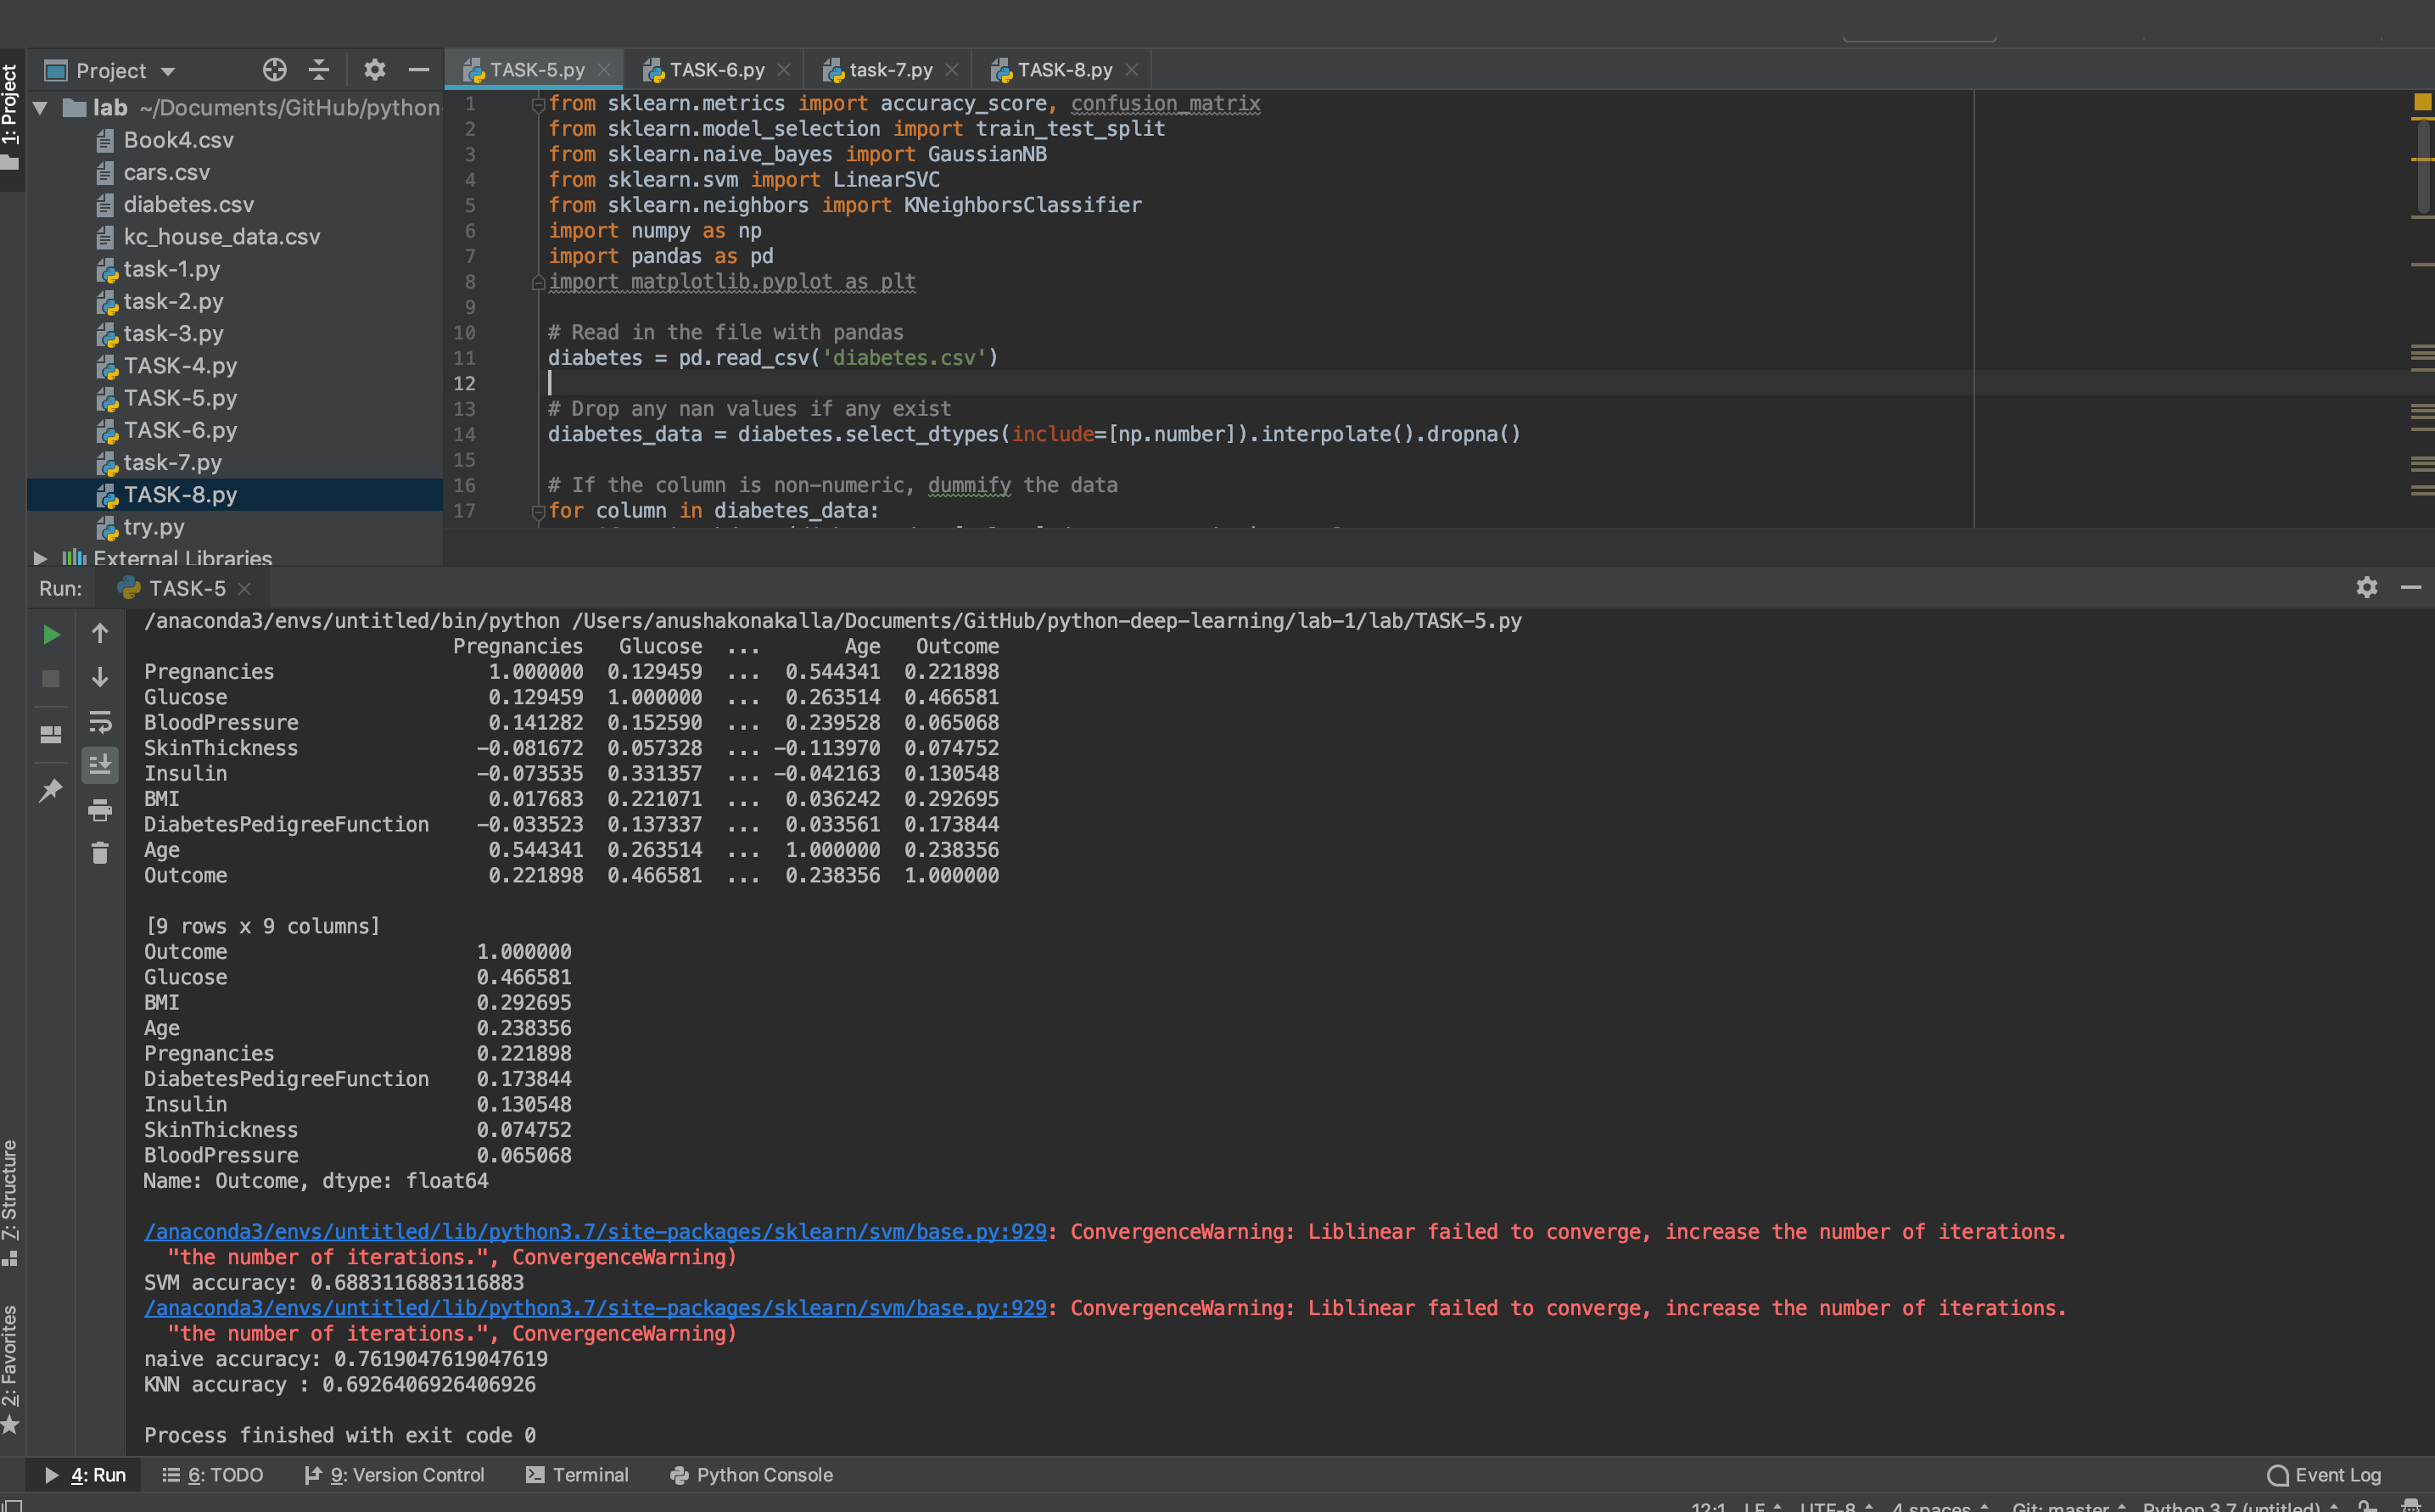 1: Project
Project
lab ~/Documents/GitHub/python-
Book4.csv
cars.csv
diabetes.csv
kc_house_data.csv
task-1.py
task-2.py
task-3.py
TASK-4.py
TASK-5.py
TASK-6.py
task-7.py
TASK-8.py
try.py
External Libraries
TASK-5.py TASK-6.py task-7.py TASK-8.py
1 from sklearn.metrics import accuracy_score, confusion_matrix
2 from sklearn.model_selection import train_test_split
3 from sklearn.naive_bayes import GaussianNB
4 from sklearn.svm import LinearSVC
5 from sklearn.neighbors import KNeighborsClassifier
6 import numpy as np
7 import pandas as pd
8 import matplotlib.pyplot as plt
9
10 # Read in the file with pandas
11 diabetes = pd.read_csv('diabetes.csv')
12
13 # Drop any nan values if any exist
14 diabetes_data = diabetes.select_dtypes(include=[np.number]).interpolate().dropna()
15
16 # If the column is non-numeric, dummify the data
17 for column in diabetes_data:
Run: TASK-5
/anaconda3/envs/untitled/bin/python /Users/anushakonakalla/Documents/GitHub/python-deep-learning/lab-1/lab/TASK-5.py
Pregnancies Glucose ... Age Outcome
Pregnancies 1.000000 0.129459 ... 0.544341 0.221898
Glucose 0.129459 1.000000 ... 0.263514 0.466581
BloodPressure 0.141282 0.152590 ... 0.239528 0.065068
SkinThickness -0.081672 0.057328 ... -0.113970 0.074752
Insulin -0.073535 0.331357 ... -0.042163 0.130548
BMI 0.017683 0.221071 ... 0.036242 0.292695
DiabetesPedigreeFunction -0.033523 0.137337 ... 0.033561 0.173844
Age 0.544341 0.263514 ... 1.000000 0.238356
Outcome 0.221898 0.466581 ... 0.238356 1.000000
[9 rows x 9 columns]
Outcome 1.000000
Glucose 0.466581
BMI 0.292695
Age 0.238356
Pregnancies 0.221898
DiabetesPedigreeFunction 0.173844
Insulin 0.130548
SkinThickness 0.074752
BloodPressure 0.065068
Name: Outcome, dtype: float64
/anaconda3/envs/untitled/lib/python3.7/site-packages/sklearn/svm/base.py:929: ConvergenceWarning: Liblinear failed to converge, increase the number of iterations.
"the number of iterations.", ConvergenceWarning)
SVM accuracy: 0.6883116883116883
/anaconda3/envs/untitled/lib/python3.7/site-packages/sklearn/svm/base.py:929: ConvergenceWarning: Liblinear failed to converge, increase the number of iterations.
"the number of iterations.", ConvergenceWarning)
naive accuracy: 0.7619047619047619
KNN accuracy : 0.6926406926406926
Process finished with exit code 0
7: Structure
2: Favorites
4: Run 6: TODO 9: Version Control Terminal Python Console Event Log
12:1 LF UTF-8 4 spaces Git: master Python 3.7 (untitled)